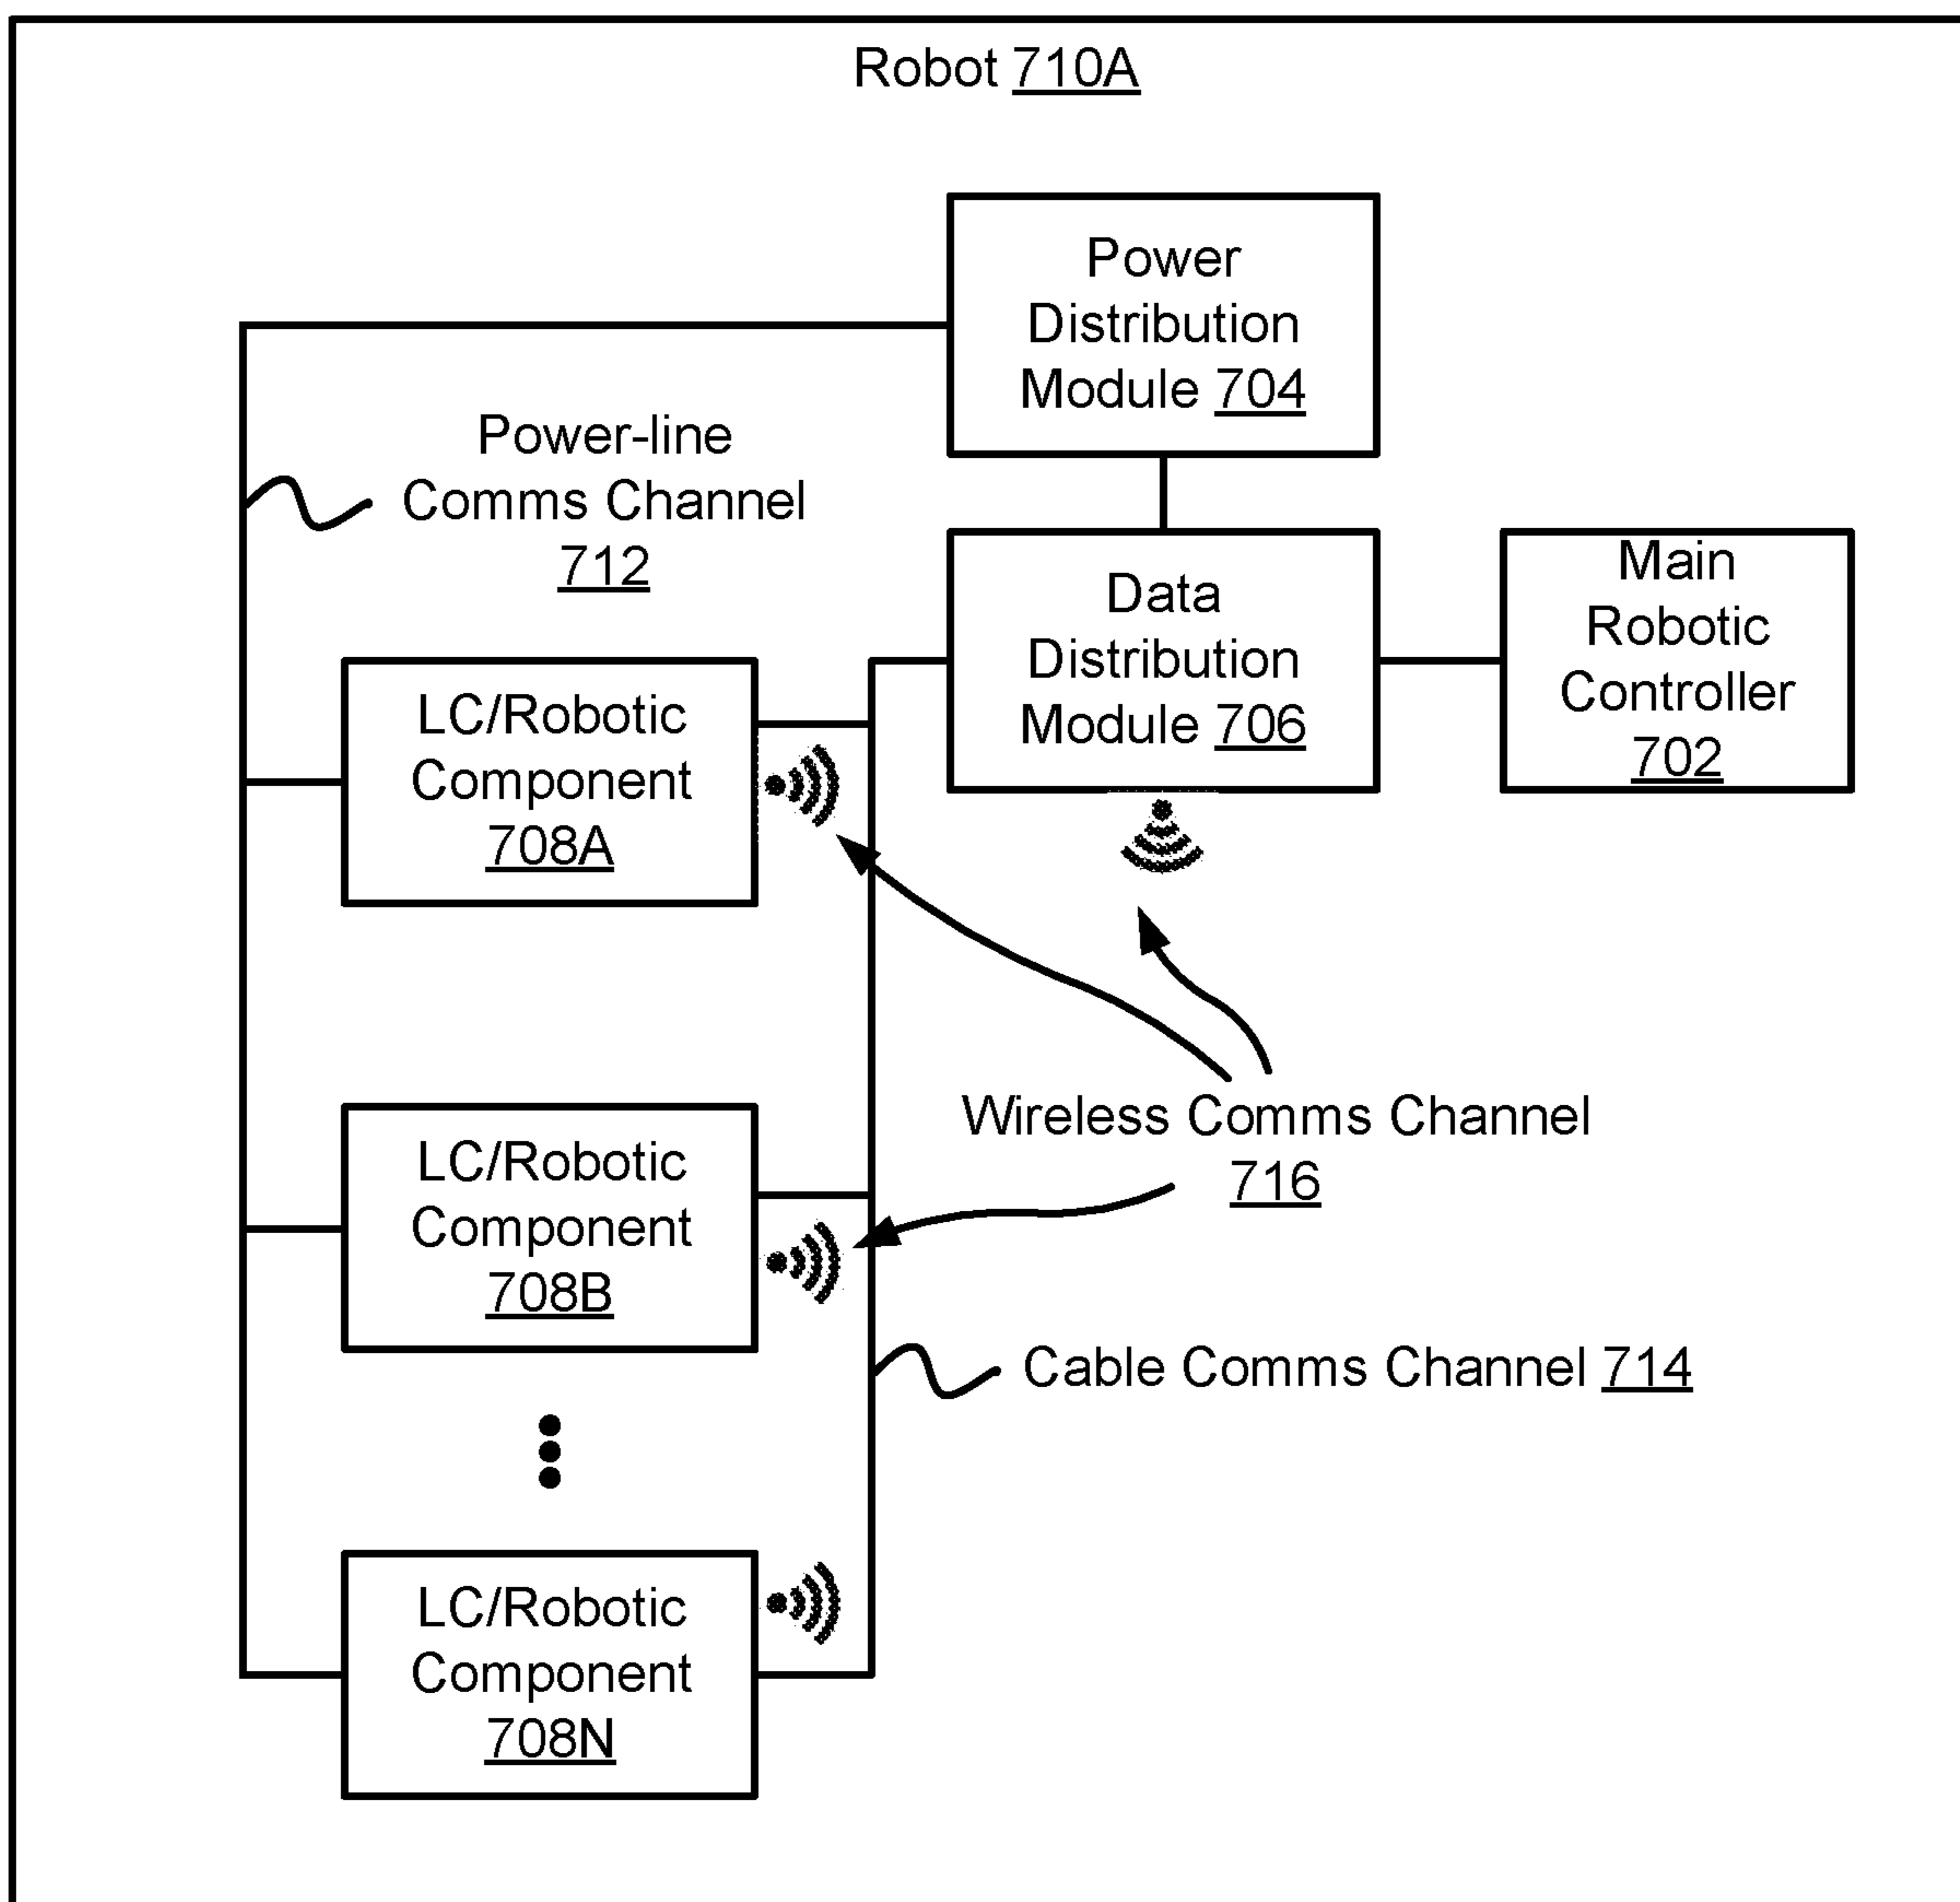 Robot 710A
Power
Distribution
Module 704
Power-line
Comms Channel
712
Data
Distribution
Module 706
Main
Robotic
Controller
702
LC/Robotic
Component
708A
Wireless Comms Channel
716
LC/Robotic
Component
708B
Cable Comms Channel 714
LC/Robotic
Component
708N